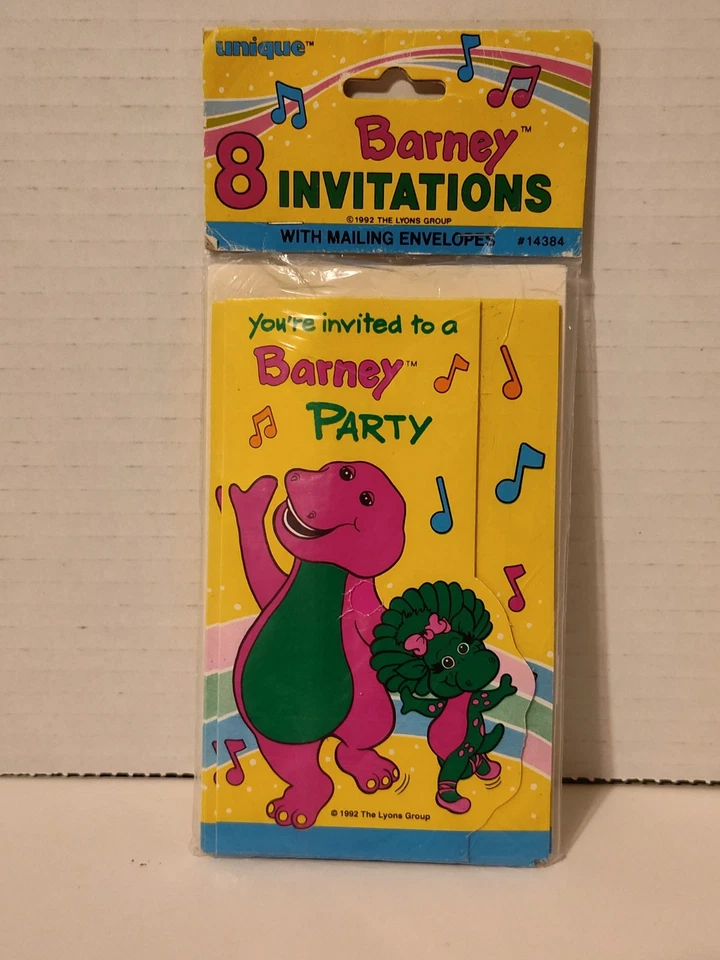 unique™
8 Barney™
INVITATIONS
©1992 THE LYONS GROUP
WITH MAILING ENVELOPES #14384
you're invited to a
Barney™
PARTY
© 1992 The Lyons Group